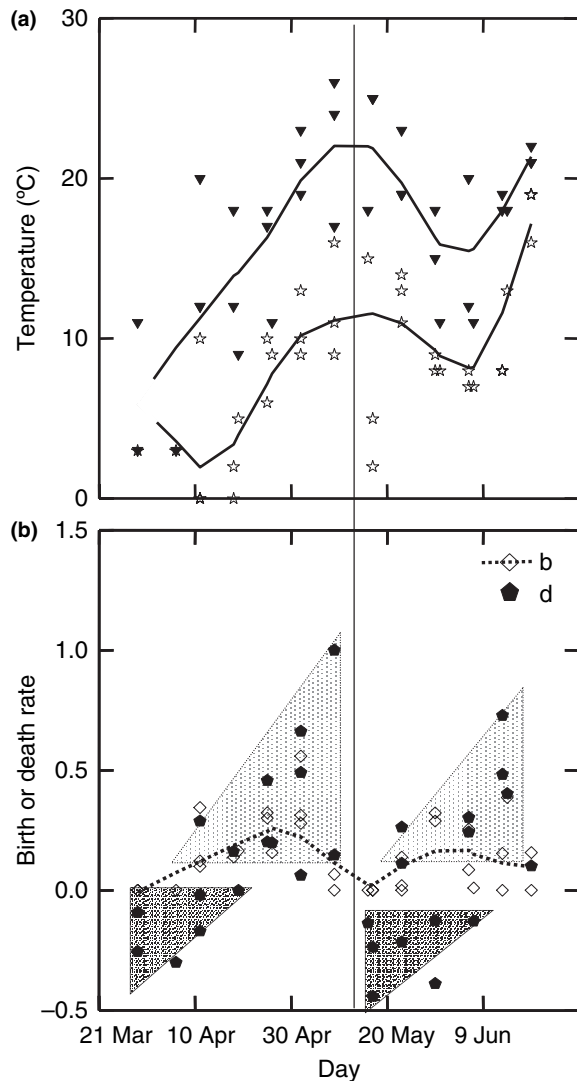 (a)
30
20
10
0
Temperature (ºC)
(b)
1.5
1.0
0.5
0.0
–0.5
Birth or death rate
b
d
21 Mar 10 Apr 30 Apr 20 May 9 Jun
Day